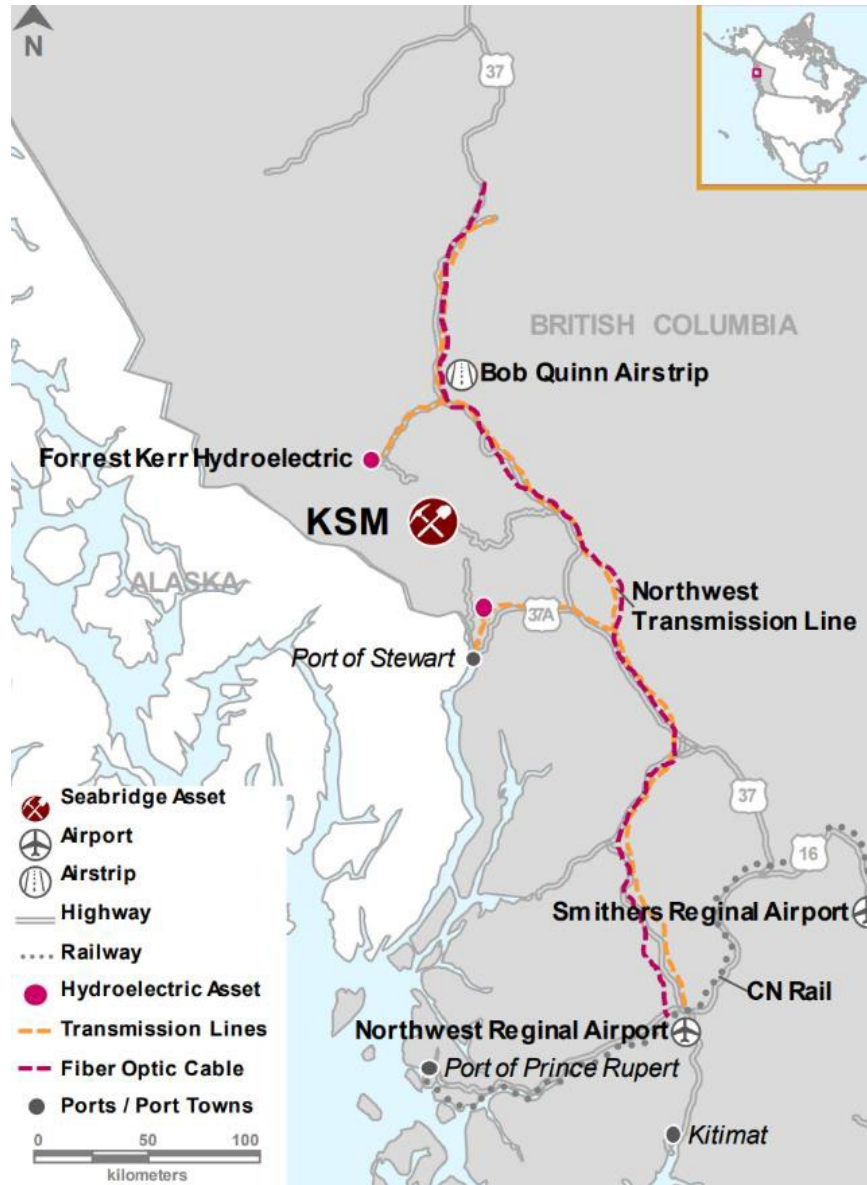 N
37
BRITISH COLUMBIA
Bob Quinn Airstrip
Forrest Kerr Hydroelectric
KSM
ALASKA
Northwest
Transmission Line
37A
Port of Stewart
Seabridge Asset
37
Airport
16
Airstrip
Highway
Smithers Reginal Airport
Railway
Hydroelectric Asset
CN Rail
Transmission Lines
Northwest Reginal Airport
Fiber Optic Cable
Port of Prince Rupert
Ports / Port Towns
Kitimat
0 50 100
kilometers